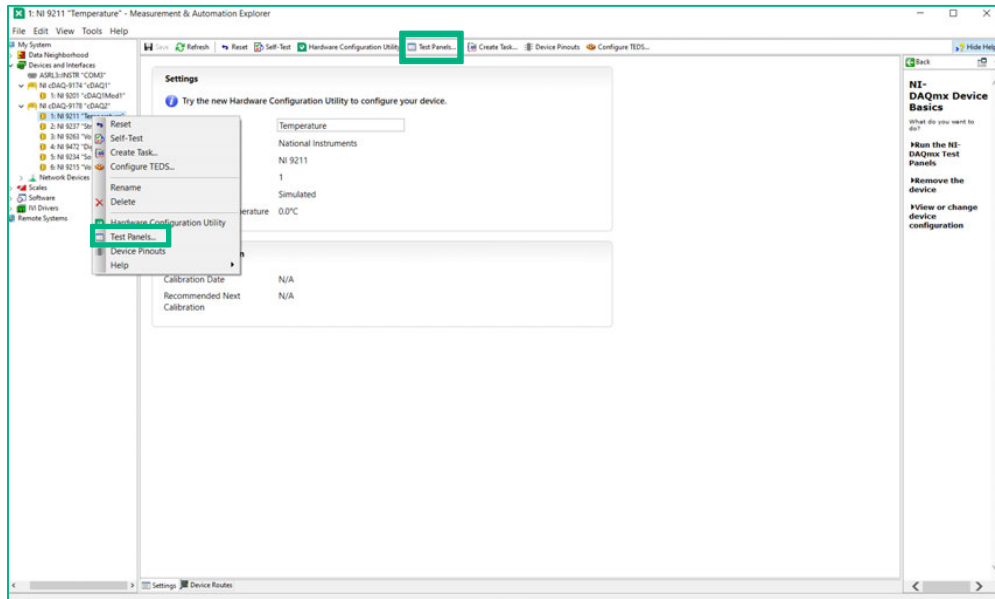 1: NI 9211 "Temperature" - Measurement & Automation Explorer
File Edit View Tools Help
Save Refresh Reset Self-Test Hardware Configuration Utility Test Panels... Create Task... Device Pinouts Configure TEDS... Hide Help
My System
Data Neighborhood
Devices and Interfaces
ASRL3::INSTR "COM3"
NI cDAQ-9174 "cDAQ1"
1: NI 9201 "cDAQ1Mod1"
NI cDAQ-9178 "cDAQ2"
1: NI 9211
2: NI 9237
3: NI 9263
4: NI 9472
5: NI 9234
6: NI 9215
Network Devices
Scales
Software
IVI Drivers
Remote Systems
Reset
Self-Test
Create Task...
Configure TEDS...
Rename
Delete
Hardware Configuration Utility
Test Panels...
Device Pinouts
Help
Settings
Try the new Hardware Configuration Utility to configure your device.
Temperature
National Instruments
NI 9211
1
Simulated
0.0°C
Calibration Date N/A
Recommended Next Calibration N/A
Settings Device Routes
Back
NI-
DAQmx Device
Basics
What do you want to
do?
Run the NI-
DAQmx Test
Panels
Remove the
device
View or change
device
configuration